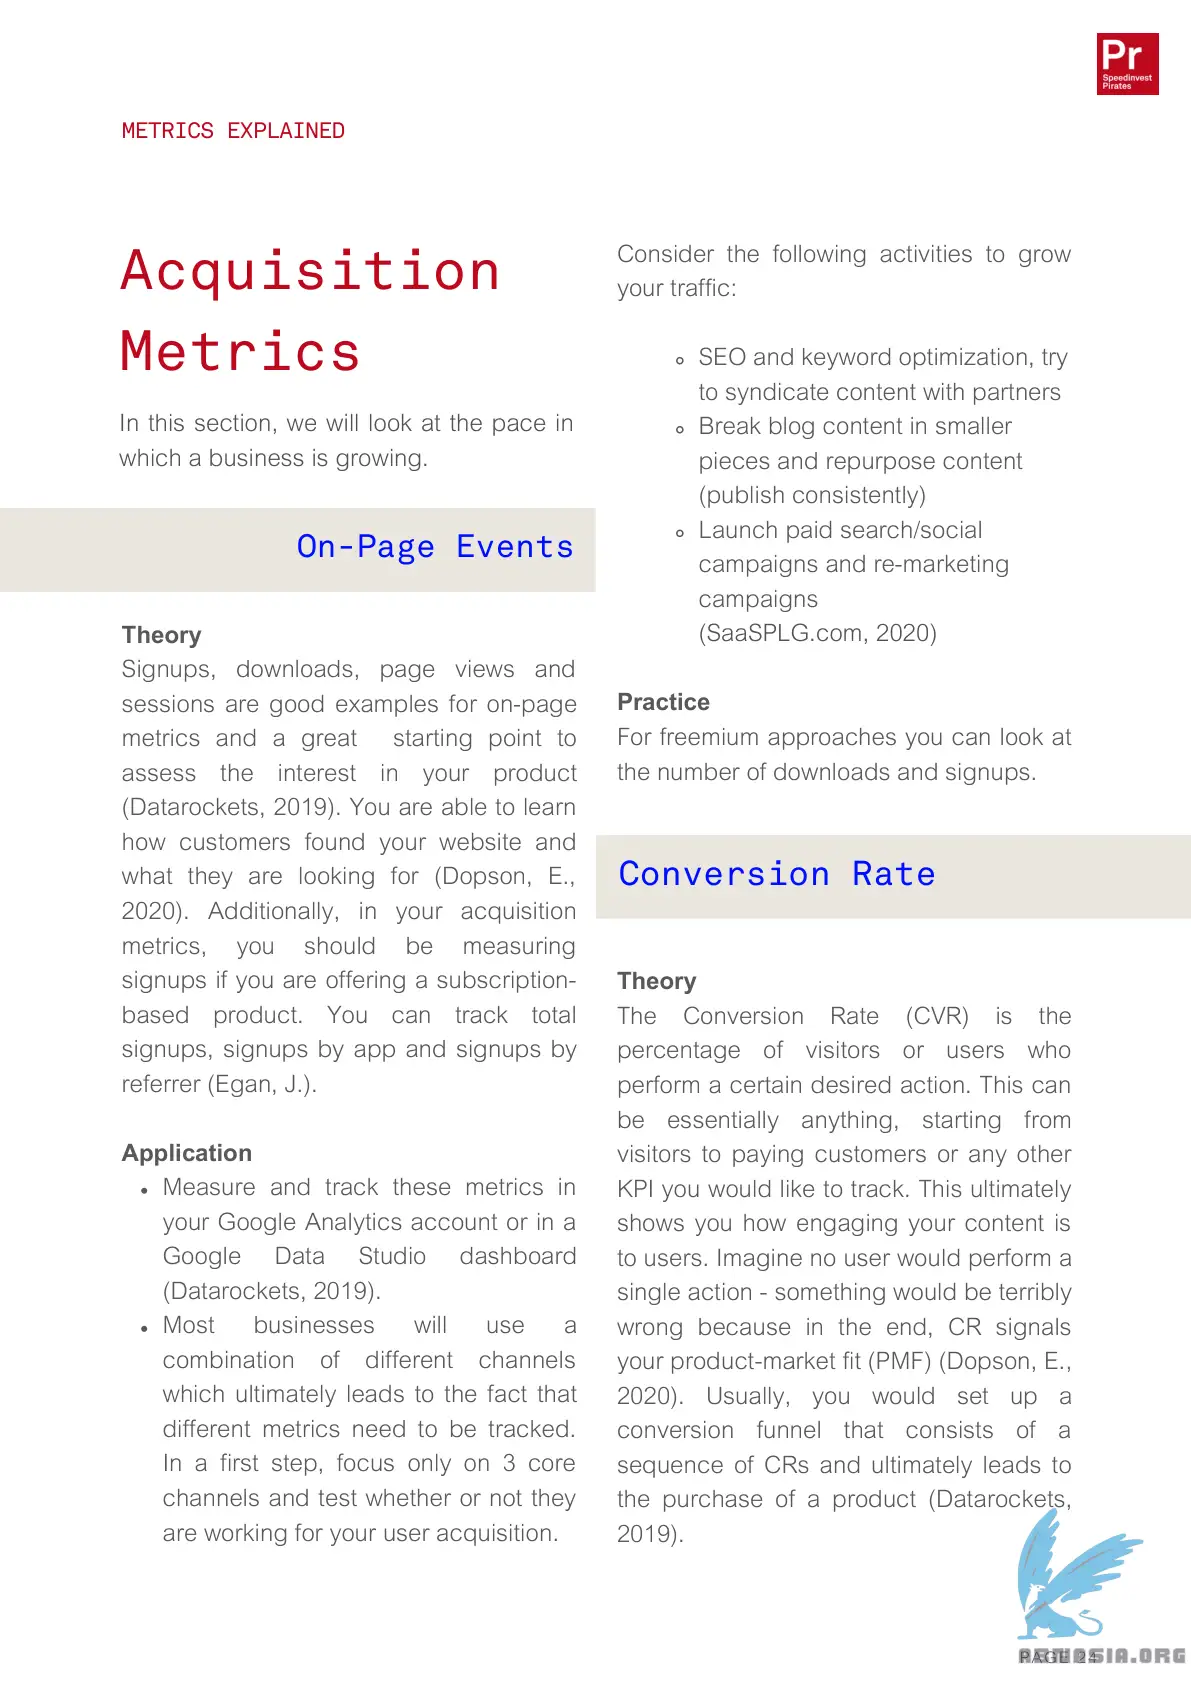 Pr
Speedinvest
Pirates
METRICS EXPLAINED
Acquisition
Metrics
In this section, we will look at the pace in
which a business is growing.
On-Page Events
Theory
Signups, downloads, page views and
sessions are good examples for on-page
metrics and a great starting point to
assess the interest in your product
(Datarockets, 2019). You are able to learn
how customers found your website and
what they are looking for (Dopson, E.,
2020). Additionally, in your acquisition
metrics, you should be measuring
signups if you are offering a subscription-
based product. You can track total
signups, signups by app and signups by
referrer (Egan, J.).
Application
• Measure and track these metrics in
your Google Analytics account or in a
Google Data Studio dashboard
(Datarockets, 2019).
• Most businesses will use a
combination of different channels
which ultimately leads to the fact that
different metrics need to be tracked.
In a first step, focus only on 3 core
channels and test whether or not they
are working for your user acquisition.
Consider the following activities to grow
your traffic:
◦ SEO and keyword optimization, try
to syndicate content with partners
◦ Break blog content in smaller
pieces and repurpose content
(publish consistently)
◦ Launch paid search/social
campaigns and re-marketing
campaigns
(SaaSPLG.com, 2020)
Practice
For freemium approaches you can look at
the number of downloads and signups.
Conversion Rate
Theory
The Conversion Rate (CVR) is the
percentage of visitors or users who
perform a certain desired action. This can
be essentially anything, starting from
visitors to paying customers or any other
KPI you would like to track. This ultimately
shows you how engaging your content is
to users. Imagine no user would perform a
single action - something would be terribly
wrong because in the end, CR signals
your product-market fit (PMF) (Dopson, E.,
2020). Usually, you would set up a
conversion funnel that consists of a
sequence of CRs and ultimately leads to
the purchase of a product (Datarockets,
2019).
PAGE 24